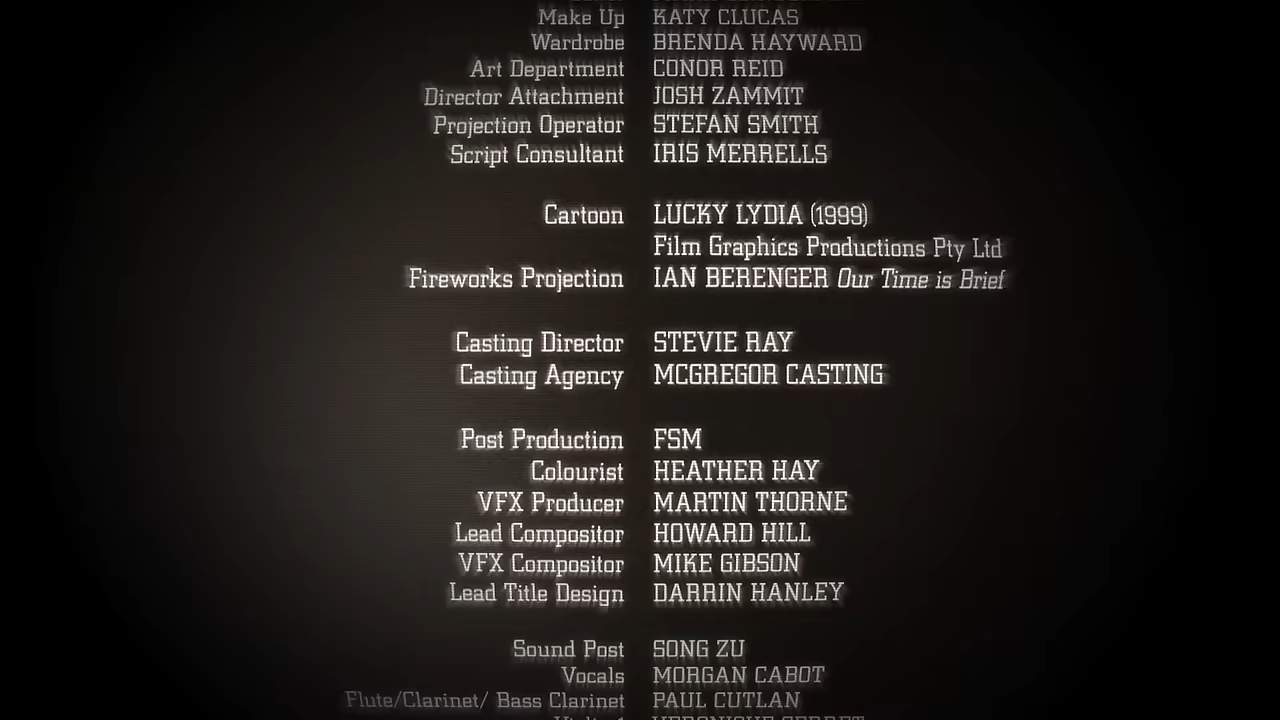 Make Up KATY CLUCAS
Wardrobe BRENDA HAYWARD
Art Department CONOR REID
Director Attachment JOSH ZAMMIT
Projection Operator STEFAN SMITH
Script Consultant IRIS MERRELLS
Cartoon LUCKY LYDIA (1999)
Film Graphics Productions Pty Ltd
Fireworks Projection IAN BERENGER Our Time is Brief
Casting Director STEVIE RAY
Casting Agency MCGREGOR CASTING
Post Production FSM
Colourist HEATHER HAY
VFX Producer MARTIN THORNE
Lead Compositor HOWARD HILL
VFX Compositor MIKE GIBSON
Lead Title Design DARRIN HANLEY
Sound Post SONG ZU
Vocals MORGAN CABOT
Flute/Clarinet/ Bass Clarinet PAUL CUTLAN